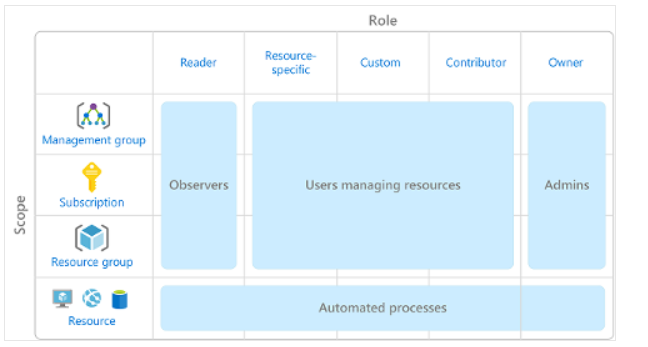 Role
Reader
Resource-
specific
Custom
Contributor
Owner
Scope
Management group
Subscription
Resource group
Resource
Observers
Users managing resources
Admins
Automated processes